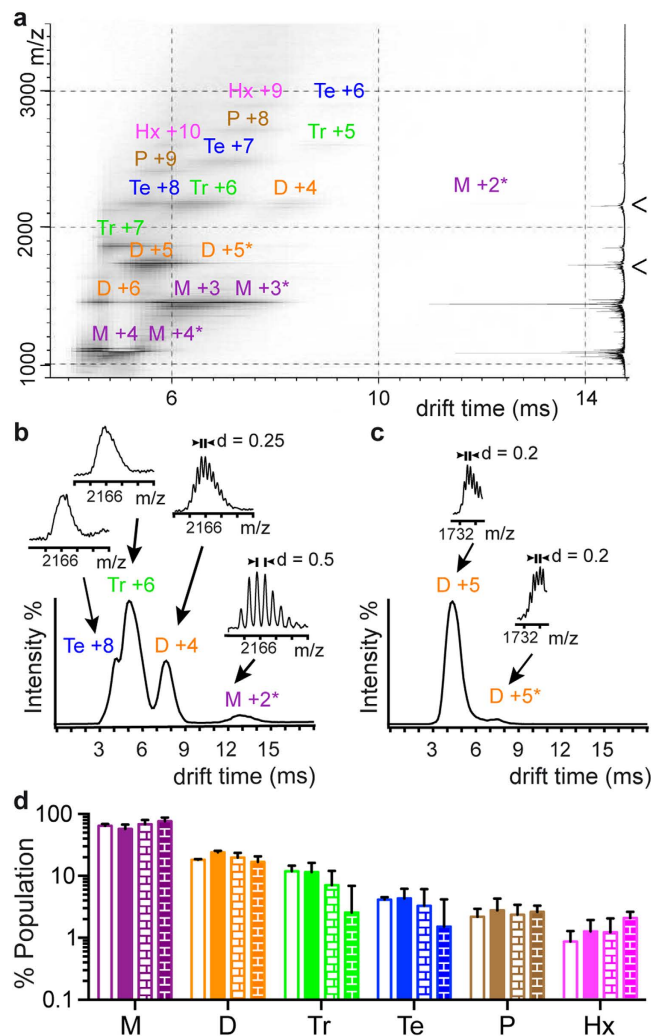 a
m/z
3000
2000
1000
Hx +9
Te +6
P +8
Hx +10
Te +7
Tr +5
P +9
Te +8
Tr +6
D +4
M +2*
<
Tr +7
D +5
D +5*
<
D +6
M +3
M +3*
M +4
M +4*
6
10
14
drift time (ms)
b
c
2166
m/z
2166
m/z
d = 0.25
2166
m/z
d = 0.5
2166
m/z
Te +8
Tr +6
D +4
M +2*
Intensity %
3 6 9 12 15
drift time (ms)
d = 0.2
1732
m/z
d = 0.2
1732
m/z
D +5
D +5*
Intensity %
3 6 9 12 15
drift time (ms)
d
% Population
100
10
1
0.1
M D Tr Te P Hx